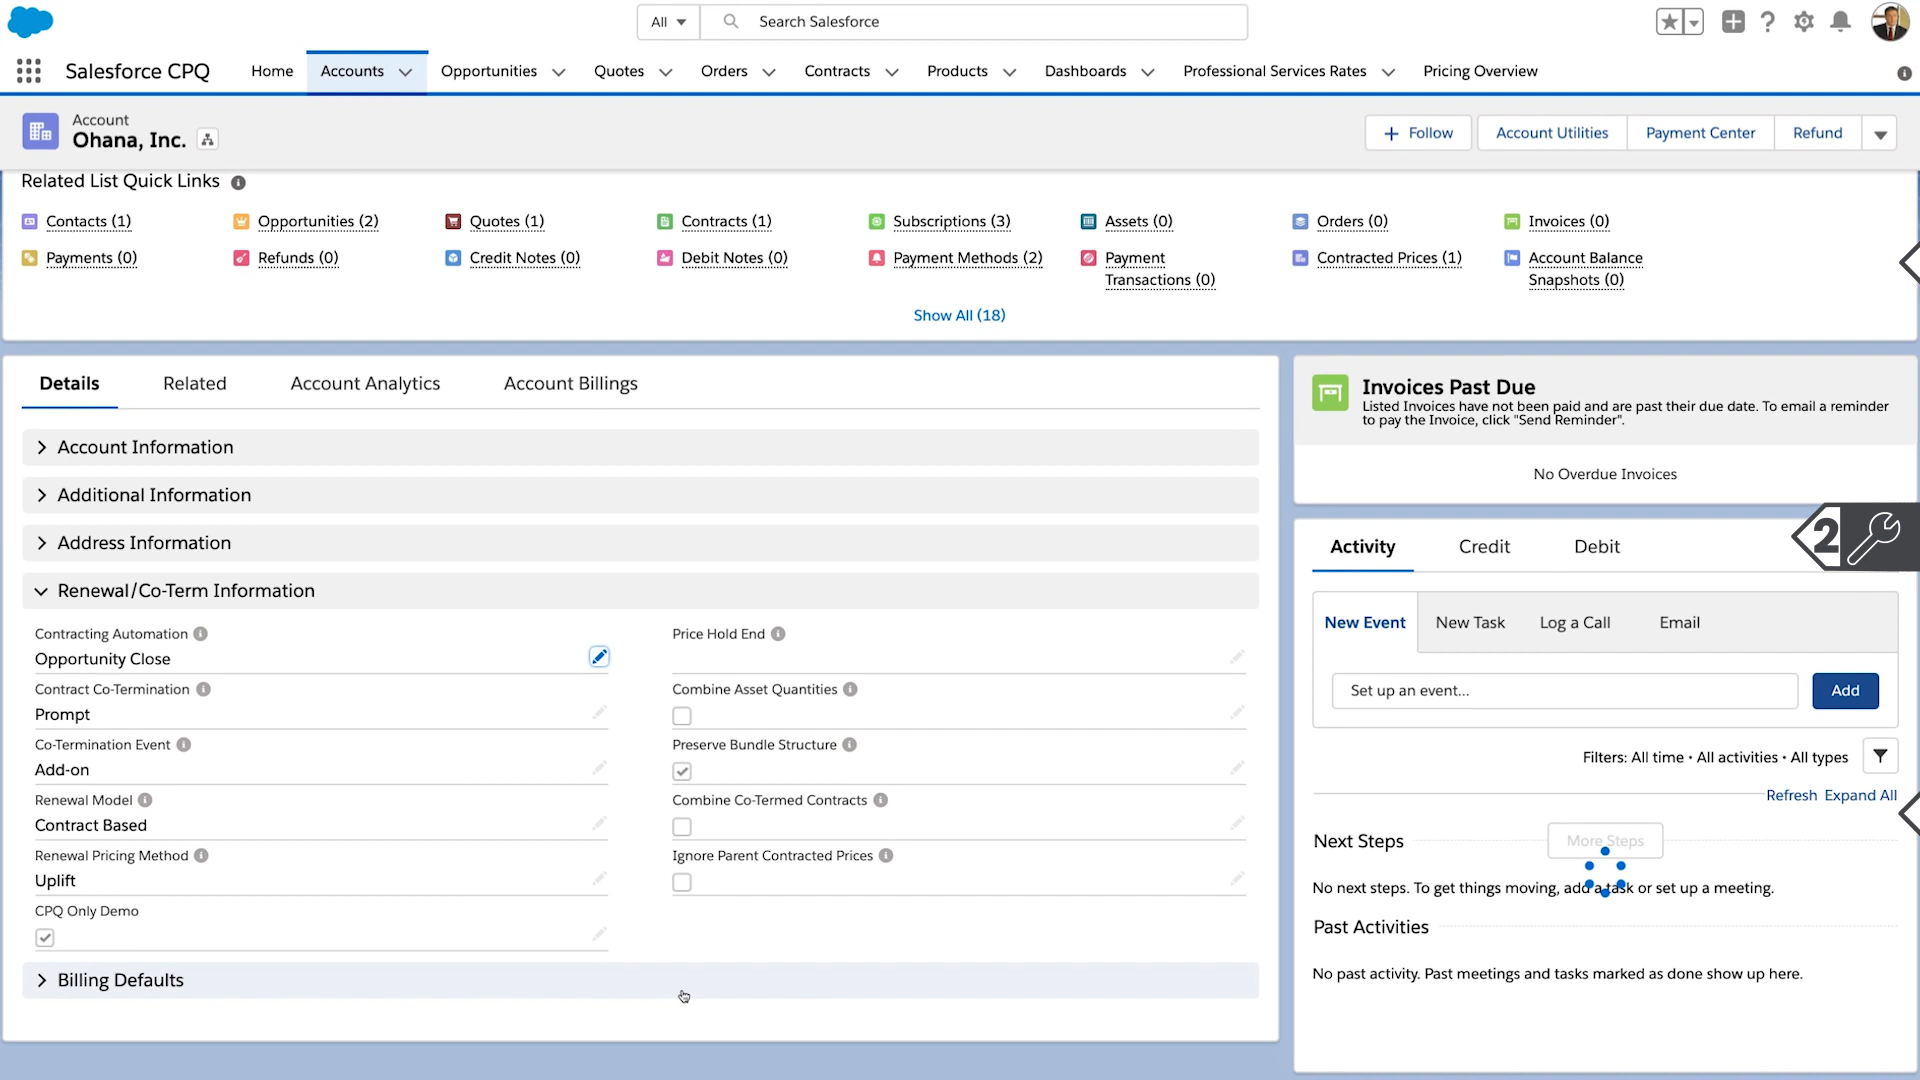 All
Search Salesforce
Salesforce CPQ
Home
Accounts
Opportunities
Quotes
Orders
Contracts
Products
Dashboards
Professional Services Rates
Pricing Overview
Account
Ohana, Inc.
Follow
Account Utilities
Payment Center
Refund
Related List Quick Links
Contacts (1)
Opportunities (2)
Quotes (1)
Contracts (1)
Subscriptions (3)
Assets (0)
Orders (0)
Invoices (0)
Payments (0)
Refunds (0)
Credit Notes (0)
Debit Notes (0)
Payment Methods (2)
Payment
Transactions (0)
Contracted Prices (1)
Account Balance
Snapshots (0)
Show All (18)
Details
Related
Account Analytics
Account Billings
Account Information
Additional Information
Address Information
Renewal/Co-Term Information
Contracting Automation
Opportunity Close
Contract Co-Termination
Prompt
Co-Termination Event
Add-on
Renewal Model
Contract Based
Renewal Pricing Method
Uplift
CPQ Only Demo
Price Hold End
Combine Asset Quantities
Preserve Bundle Structure
Combine Co-Termed Contracts
Ignore Parent Contracted Prices
Billing Defaults
Invoices Past Due
Listed Invoices have not been paid and are past their due date. To email a reminder
to pay the Invoice, click "Send Reminder".
No Overdue Invoices
2
Activity
Credit
Debit
New Event
New Task
Log a Call
Email
Set up an event...
Add
Filters: All time • All activities • All types
Refresh
Expand All
Next Steps
More Steps
No next steps. To get things moving, add a task or set up a meeting.
Past Activities
No past activity. Past meetings and tasks marked as done show up here.